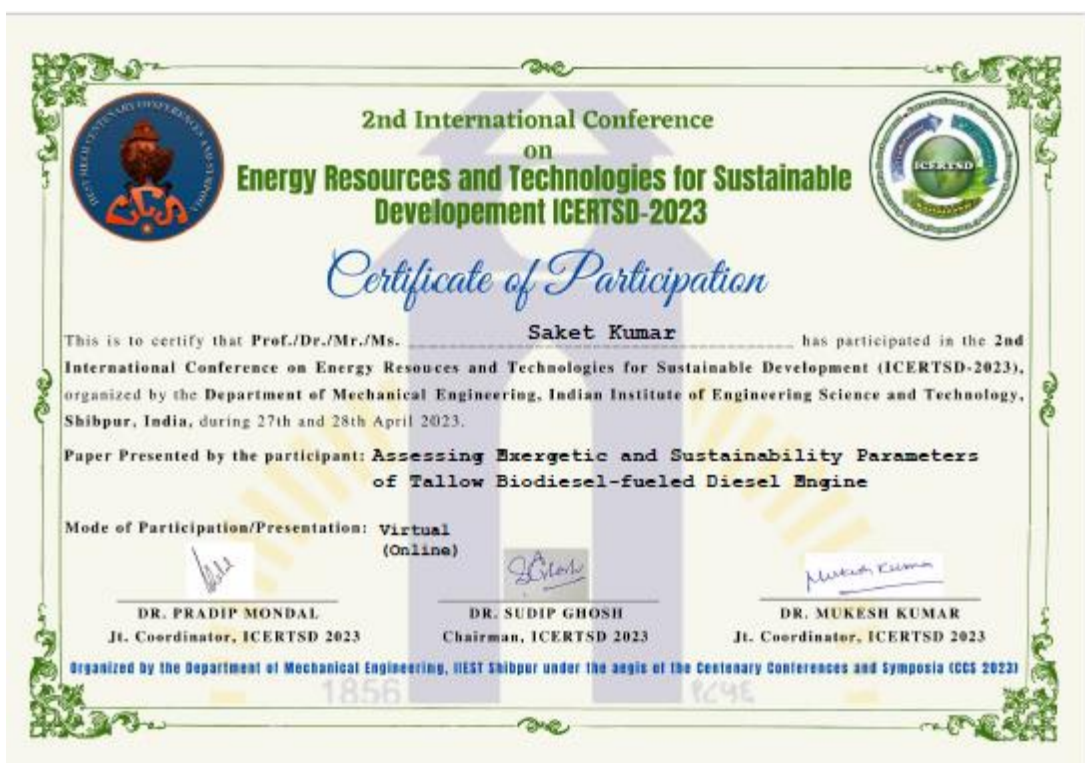 2nd International Conference
on
Energy Resources and Technologies for Sustainable
Developement ICERTSD-2023
ICERTSD
Certificate of Participation
This is to certify that Prof./Dr./Mr./Ms. Saket Kumar has participated in the 2nd
International Conference on Energy Resouces and Technologies for Sustainable Development (ICERTSD-2023),
organized by the Department of Mechanical Engineering, Indian Institute of Engineering Science and Technology,
Shibpur, India, during 27th and 28th April 2023.
Paper Presented by the participant: Assessing Exergetic and Sustainability Parameters
of Tallow Biodiesel-fueled Diesel Engine
Mode of Participation/Presentation: Virtual
(Online)
Mukesh Kumar
DR. PRADIP MONDAL DR. SUDIP GHOSH DR. MUKESH KUMAR
Jt. Coordinator, ICERTSD 2023 Chairman, ICERTSD 2023 Jt. Coordinator, ICERTSD 2023
Organized by the Department of Mechanical Engineering, IIEST Shibpur under the aegis of the Centenary Conferences and Symposia (CCS 2023)
1856